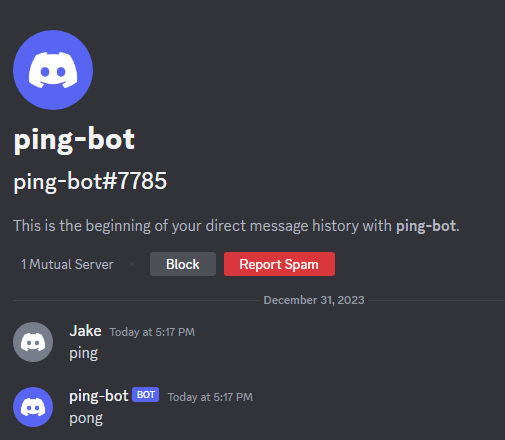 ping-bot
ping-bot#7785
This is the beginning of your direct message history with ping-bot.
1 Mutual Server • Block Report Spam
December 31, 2023
Jake Today at 5:17 PM
ping
ping-bot BOT Today at 5:17 PM
pong